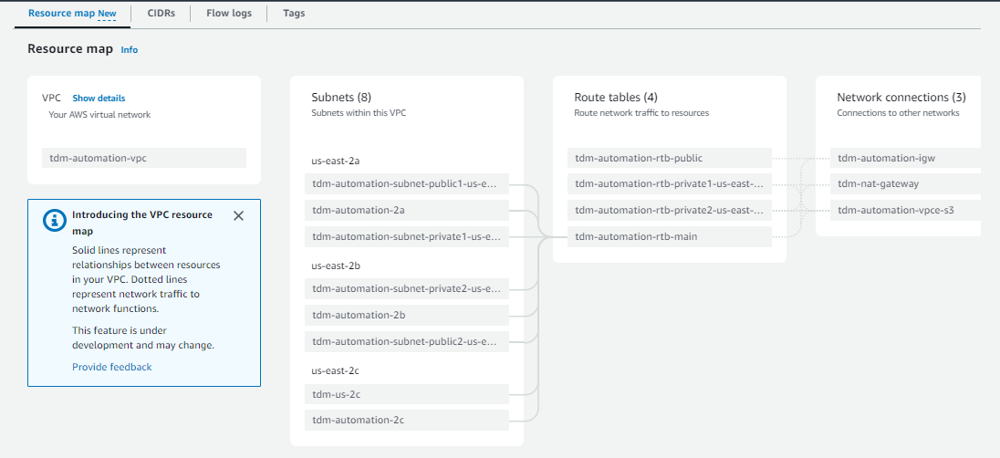 Resource map New
CIDRs
Flow logs
Tags
Resource map Info
VPC Show details
Your AWS virtual network
tdm-automation-vpc
Introducing the VPC resource
map
Solid lines represent
relationships between resources
in your VPC. Dotted lines
represent network traffic to
network functions.
This feature is under
development and may change.
Provide feedback
Subnets (8)
Subnets within this VPC
us-east-2a
tdm-automation-subnet-public1-us-e...
tdm-automation-2a
tdm-automation-subnet-private1-us-e...
us-east-2b
tdm-automation-subnet-private2-us-e...
tdm-automation-2b
tdm-automation-subnet-public2-us-e...
us-east-2c
tdm-us-2c
tdm-automation-2c
Route tables (4)
Route network traffic to resources
tdm-automation-rtb-public
tdm-automation-rtb-private1-us-east-...
tdm-automation-rtb-private2-us-east-...
tdm-automation-rtb-main
Network connections (3)
Connections to other networks
tdm-automation-igw
tdm-nat-gateway
tdm-automation-vpce-s3